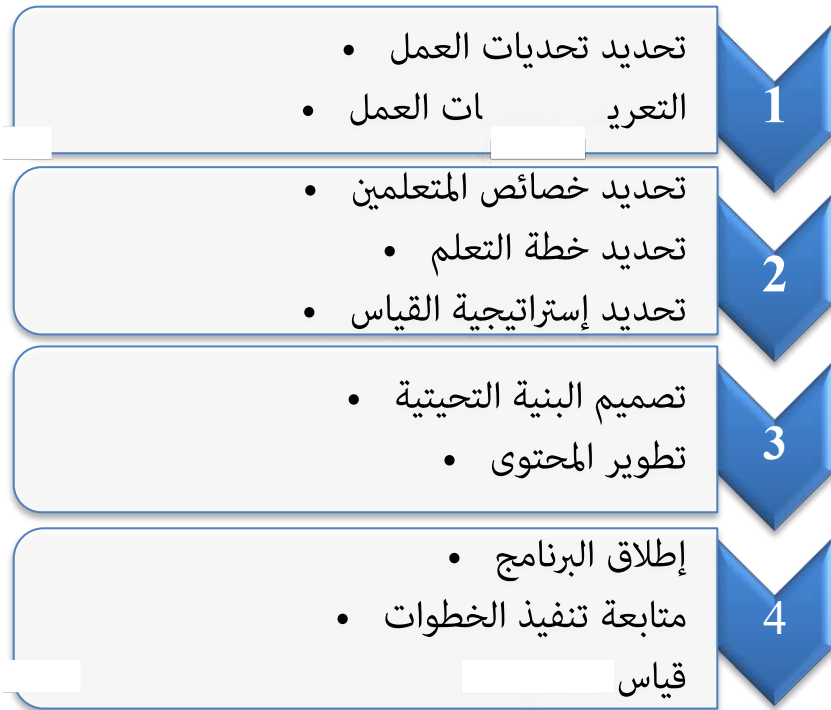 1
تحديد تحديات العمل •
ات العمل •
2
تحديد خصائص المتعلمين •
تحديد خطة التعلم •
تحديد إستراتيجية القياس •
3
تصميم البنية التحيتية •
تطوير المحتوى •
4
إطلاق البرنامج •
متابعة تنفيذ الخطوات •
قياس